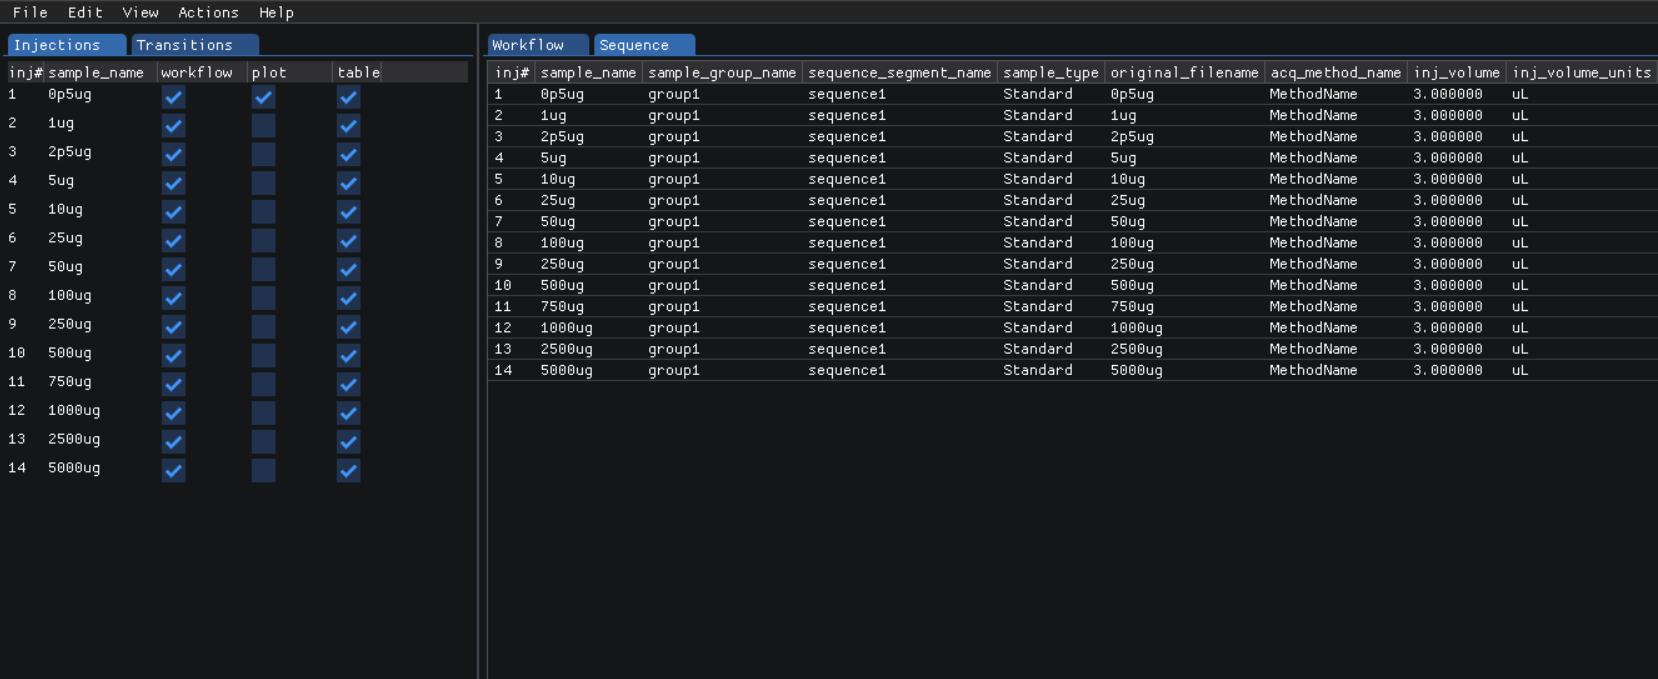 File Edit View Actions Help
Injections Transitions
inj# sample_name workflow plot table
1 0p5ug
2 1ug
3 2p5ug
4 5ug
5 10ug
6 25ug
7 50ug
8 100ug
9 250ug
10 500ug
11 750ug
12 1000ug
13 2500ug
14 5000ug
Workflow Sequence
inj# sample_name sample_group_name sequence_segment_name sample_type original_filename acq_method_name inj_volume inj_volume_units
1 0p5ug group1 sequence1 Standard 0p5ug MethodName 3.000000 uL
2 1ug group1 sequence1 Standard 1ug MethodName 3.000000 uL
3 2p5ug group1 sequence1 Standard 2p5ug MethodName 3.000000 uL
4 5ug group1 sequence1 Standard 5ug MethodName 3.000000 uL
5 10ug group1 sequence1 Standard 10ug MethodName 3.000000 uL
6 25ug group1 sequence1 Standard 25ug MethodName 3.000000 uL
7 50ug group1 sequence1 Standard 50ug MethodName 3.000000 uL
8 100ug group1 sequence1 Standard 100ug MethodName 3.000000 uL
9 250ug group1 sequence1 Standard 250ug MethodName 3.000000 uL
10 500ug group1 sequence1 Standard 500ug MethodName 3.000000 uL
11 750ug group1 sequence1 Standard 750ug MethodName 3.000000 uL
12 1000ug group1 sequence1 Standard 1000ug MethodName 3.000000 uL
13 2500ug group1 sequence1 Standard 2500ug MethodName 3.000000 uL
14 5000ug group1 sequence1 Standard 5000ug MethodName 3.000000 uL